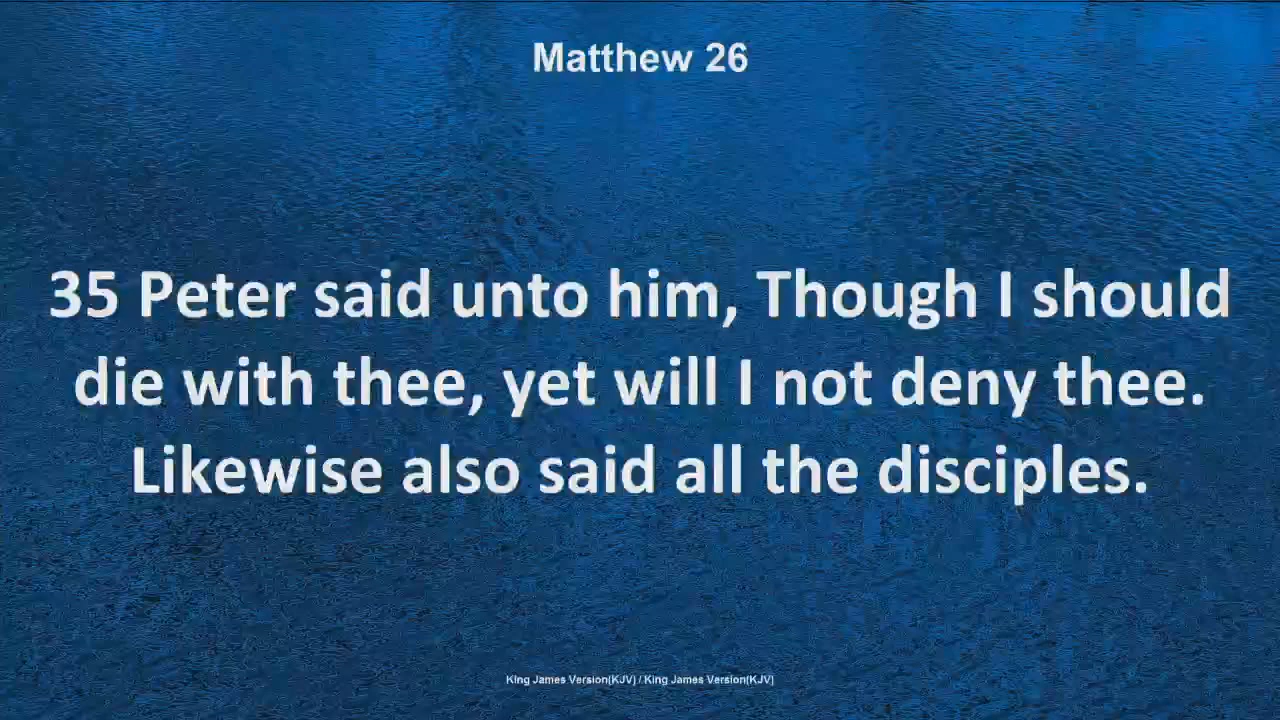 Matthew 26
35 Peter said unto him, Though I should
die with thee, yet will I not deny thee.
Likewise also said all the disciples.
King James Version(KJV) / King James Version(KJV)